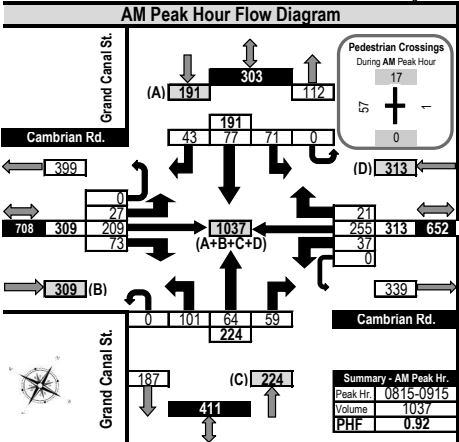 AM Peak Hour Flow Diagram
Grand Canal St.
303
(A) 191 112
Pedestrian Crossings
During AM Peak Hour
17
57 1
0
191
43 77 71 0
Cambrian Rd.
399
(D) 313
0
27
209
73
708 309
1037
(A+B+C+D)
21
255
37
0
313 652
309 (B)
339
0 101 64 59
224
Cambrian Rd.
Grand Canal St.
187
(C) 224
411
Summary - AM Peak Hr.
Peak Hr. 0815-0915
Volume 1037
PHF 0.92